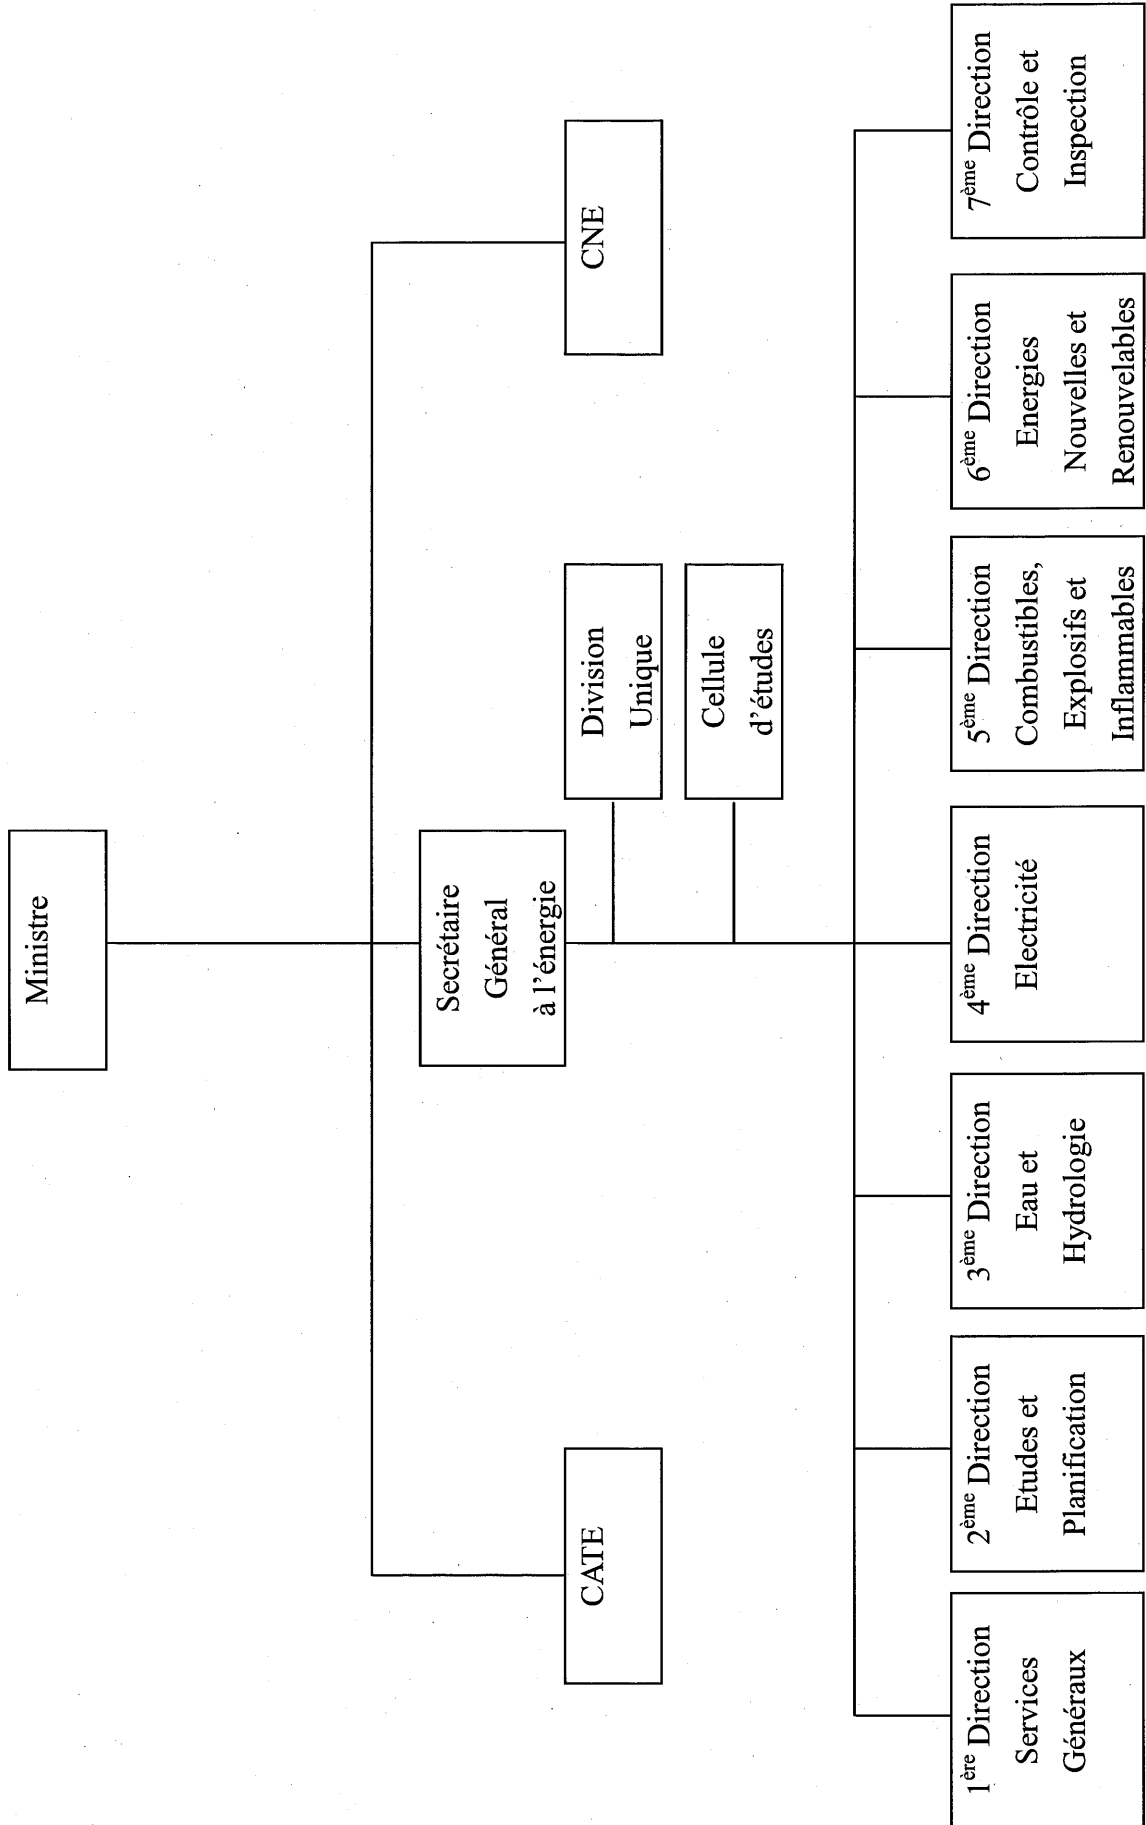 Ministre
CATE
Secrétaire
Général
à l'énergie
CNE
Division
Unique
Cellule
d'études
1ère Direction
Services
Généraux
2ème Direction
Etudes et
Planification
3ème Direction
Eau et
Hydrologie
4ème Direction
Electricité
5ème Direction
Combustibles,
Explosifs et
Inflammables
6ème Direction
Energies
Nouvelles et
Renouvelables
7ème Direction
Contrôle et
Inspection